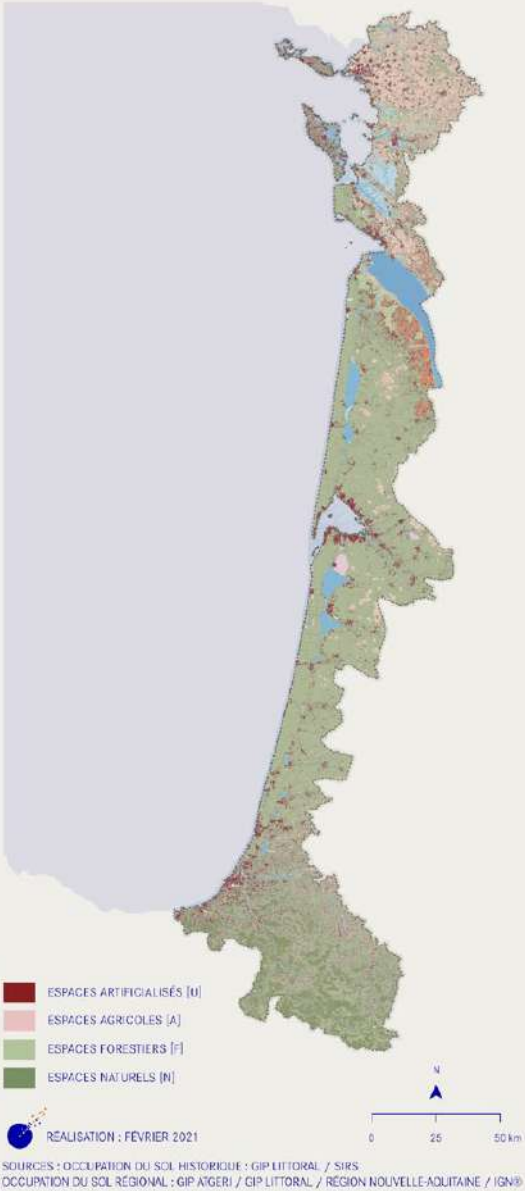 ESPACES ARTIFICIALISÉS [U]
ESPACES AGRICOLES [A]
ESPACES FORESTIERS [F]
ESPACES NATURELS [N]
N
RÉALISATION : FÉVRIER 2021
0 25 50 km
SOURCES : OCCUPATION DU SOL HISTORIQUE : GIP LITTORAL / SIRS
OCCUPATION DU SOL RÉGIONAL : GIP ATGERI / GIP LITTORAL / RÉGION NOUVELLE-AQUITAINE / IGN®